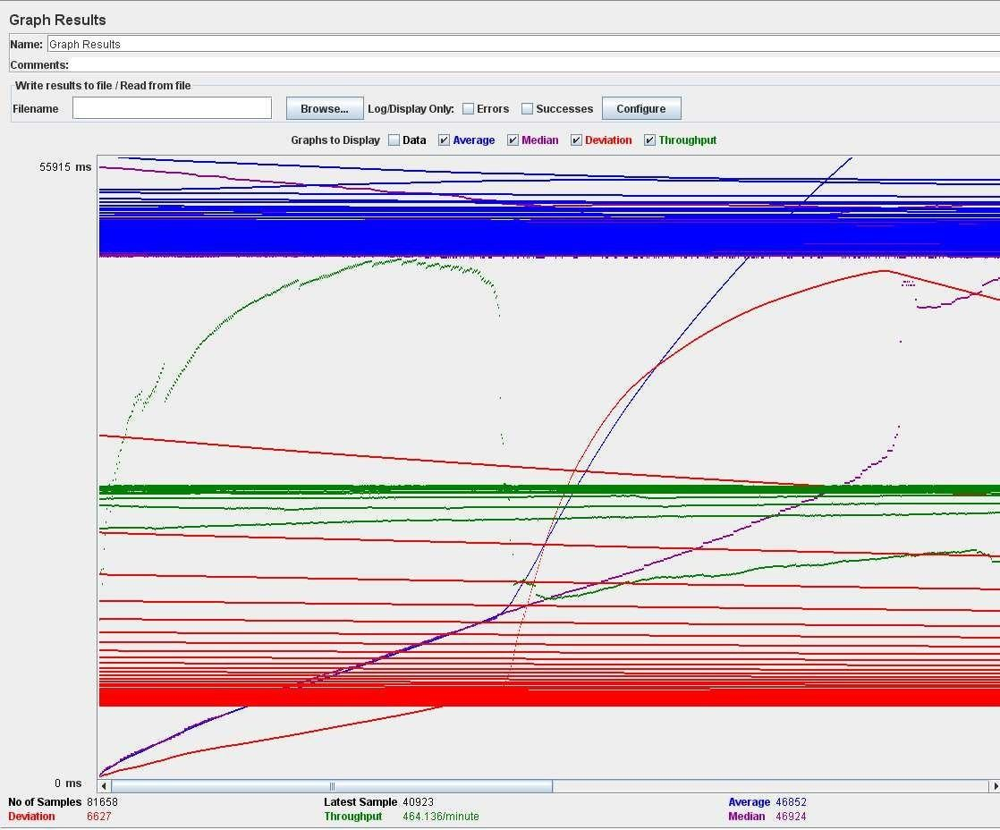 Graph Results
Name: Graph Results
Comments:
Write results to file / Read from file
Filename Browse... Log/Display Only: Errors Successes Configure
Graphs to Display Data Average Median Deviation Throughput
55915 ms
0 ms
No of Samples 81658 Latest Sample 40923 Average 46852
Deviation 6627 Throughput 464.136/minute Median 46924